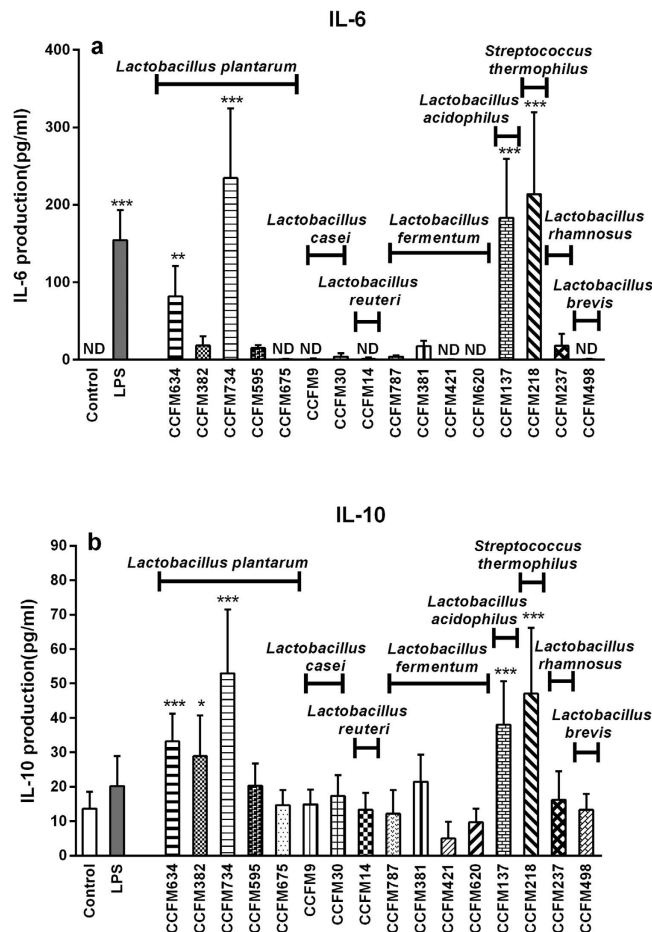 IL-6
a
Lactobacillus plantarum
Streptococcus
thermophilus
Lactobacillus
acidophilus
Lactobacillus
casei
Lactobacillus
fermentum
Lactobacillus
rhamnosus
Lactobacillus
reuteri
Lactobacillus
brevis
IL-6 production(pg/ml)
400
300
200
100
0
*** ** *** *** ***
ND ND ND ND ND ND ND
Control LPS CCFM634 CCFM382 CCFM734 CCFM595 CCFM675 CCFM9 CCFM30 CCFM14 CCFM787 CCFM381 CCFM421 CCFM620 CCFM137 CCFM218 CCFM237 CCFM498
IL-10
b
Lactobacillus plantarum
Streptococcus
thermophilus
Lactobacillus
acidophilus
Lactobacillus
casei
Lactobacillus
fermentum
Lactobacillus
rhamnosus
Lactobacillus
reuteri
Lactobacillus
brevis
IL-10 production(pg/ml)
90
80
70
60
50
40
30
20
10
0
*** * *** *** ***
Control LPS CCFM634 CCFM382 CCFM734 CCFM595 CCFM675 CCFM9 CCFM30 CCFM14 CCFM787 CCFM381 CCFM421 CCFM620 CCFM137 CCFM218 CCFM237 CCFM498